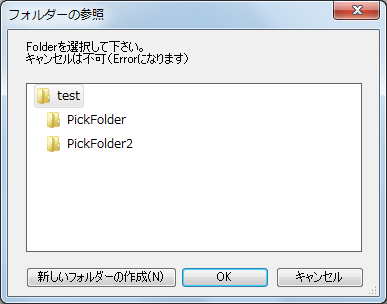 フォルダーの参照
Folderを選択して下さい。
キャンセルは不可(Errorになります)
test
PickFolder
PickFolder2
新しいフォルダーの作成(N)
OK
キャンセル